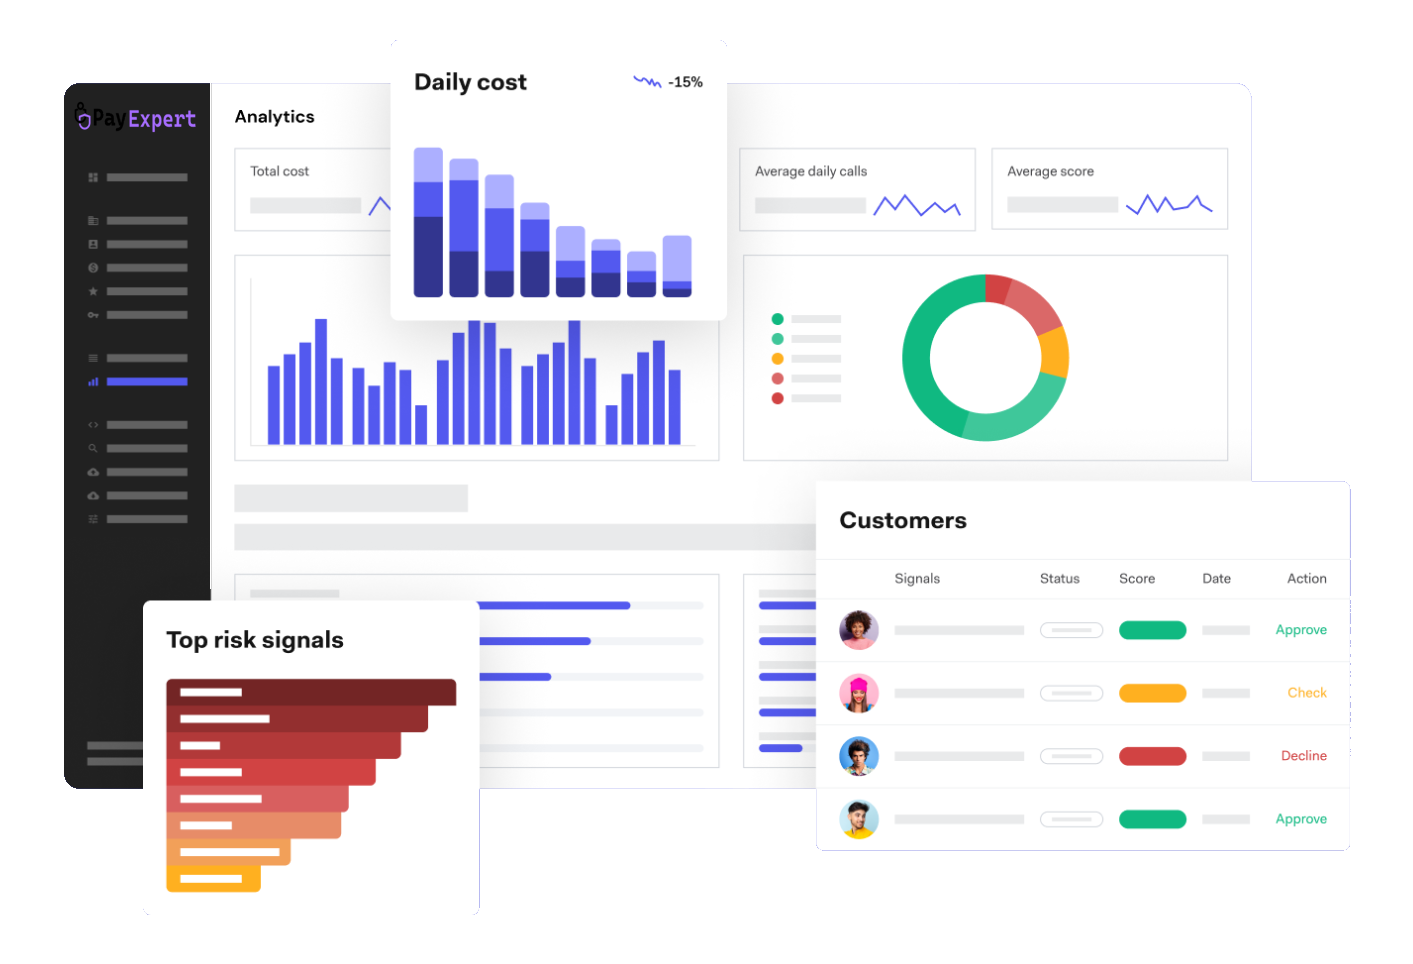 PayExpert
Analytics
Total cost
Daily cost
-15%
Average daily calls
Average score
Top risk signals
Customers
Signals Status Score Date Action
Approve
Check
Decline
Approve